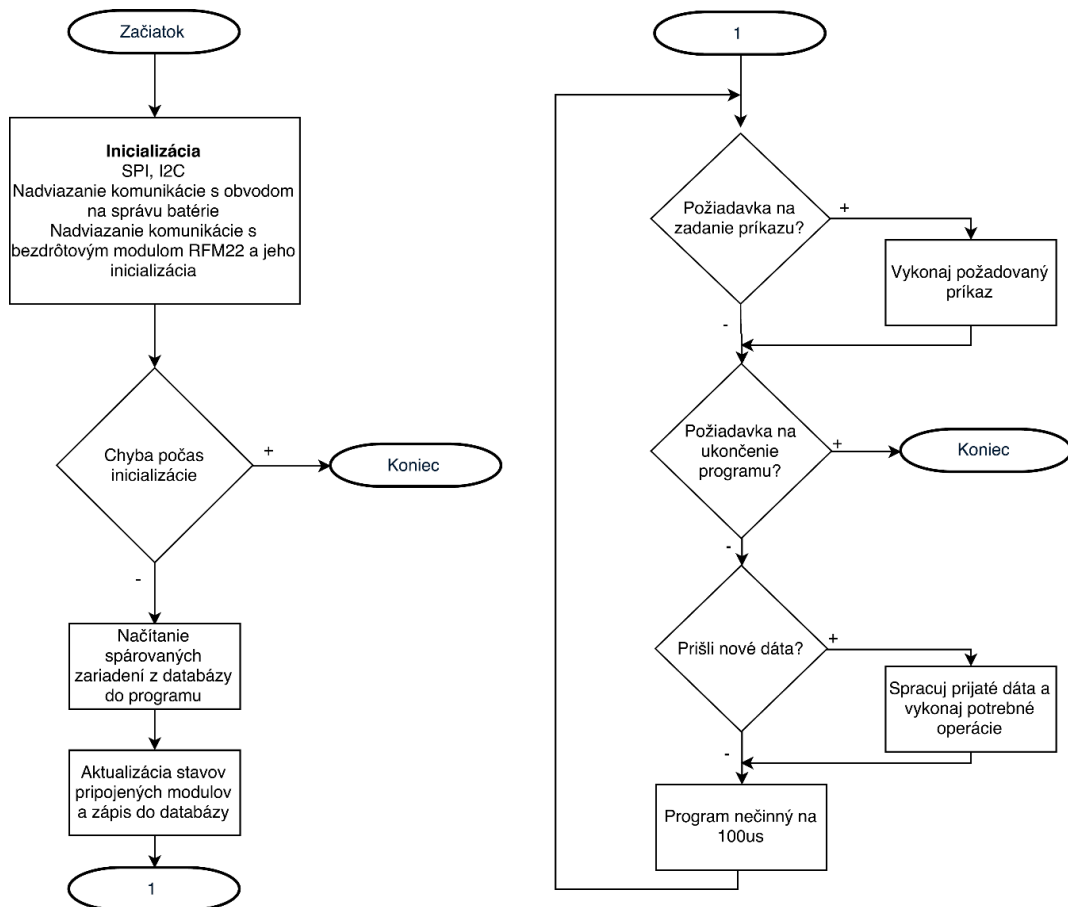 Začiatok
Inicializácia
SPI, I2C
Nadviazanie komunikácie s obvodom
na správu batérie
Nadviazanie komunikácie s
bezdrôtovým modulom RFM22 a jeho
inicializácia
Chyba počas
inicializácie
+
Koniec
-
Načítanie
spárovaných
zariadení z databázy
do programu
Aktualizácia stavov
pripojených modulov
a zápis do databázy
1
1
Požiadavka na
zadanie príkazu?
+
Vykonaj požadovaný
príkaz
-
Požiadavka na
ukončenie
programu?
+
Koniec
-
Prišli nové dáta?
+
Spracuj prijaté dáta a
vykonaj potrebné
operácie
-
Program nečinný na
100us